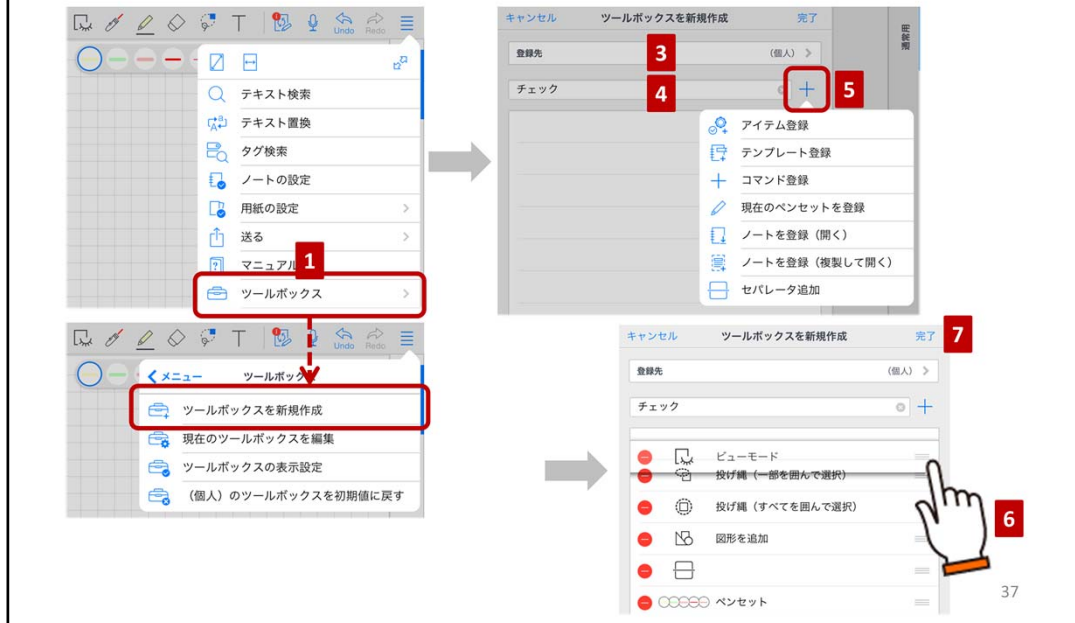 Undo Redo
テキスト検索
テキスト置換
タグ検索
ノートの設定
用紙の設定
送る
マニュアル
1
ツールボックス
Undo Redo
メニュー ツールボックス
ツールボックスを新規作成
現在のツールボックスを編集
ツールボックスの表示設定
(個人)のツールボックスを初期値に戻す
キャンセル ツールボックスを新規作成 完了
登録先 3 (個人)
チェック 4 5
通常用
アイテム登録
テンプレート登録
コマンド登録
現在のペンセットを登録
ノートを登録(開く)
ノートを登録(複製して開く)
セパレータ追加
キャンセル ツールボックスを新規作成 完了 7
登録先 (個人)
チェック
ビューモード
投げ縄(一部を囲んで選択)
投げ縄(すべてを囲んで選択)
6
図形を追加
ペンセット
37